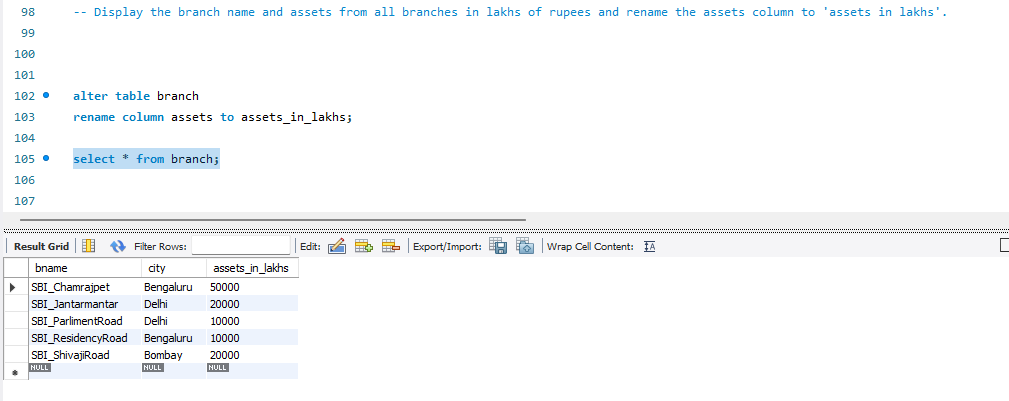 98 -- Display the branch name and assets from all branches in lakhs of rupees and rename the assets column to 'assets in lakhs'.
99
100
101
102 alter table branch
103 rename column assets to assets_in_lakhs;
104
105 select * from branch;
106
107
Result Grid Filter Rows: Edit: Export/Import: Wrap Cell Content: IA
bname city assets_in_lakhs
SBI_Chamrajpet Bengaluru 50000
SBI_Jantarmantar Delhi 20000
SBI_ParlimentRoad Delhi 10000
SBI_ResidencyRoad Bengaluru 10000
SBI_ShivajiRoad Bombay 20000
NULL NULL NULL